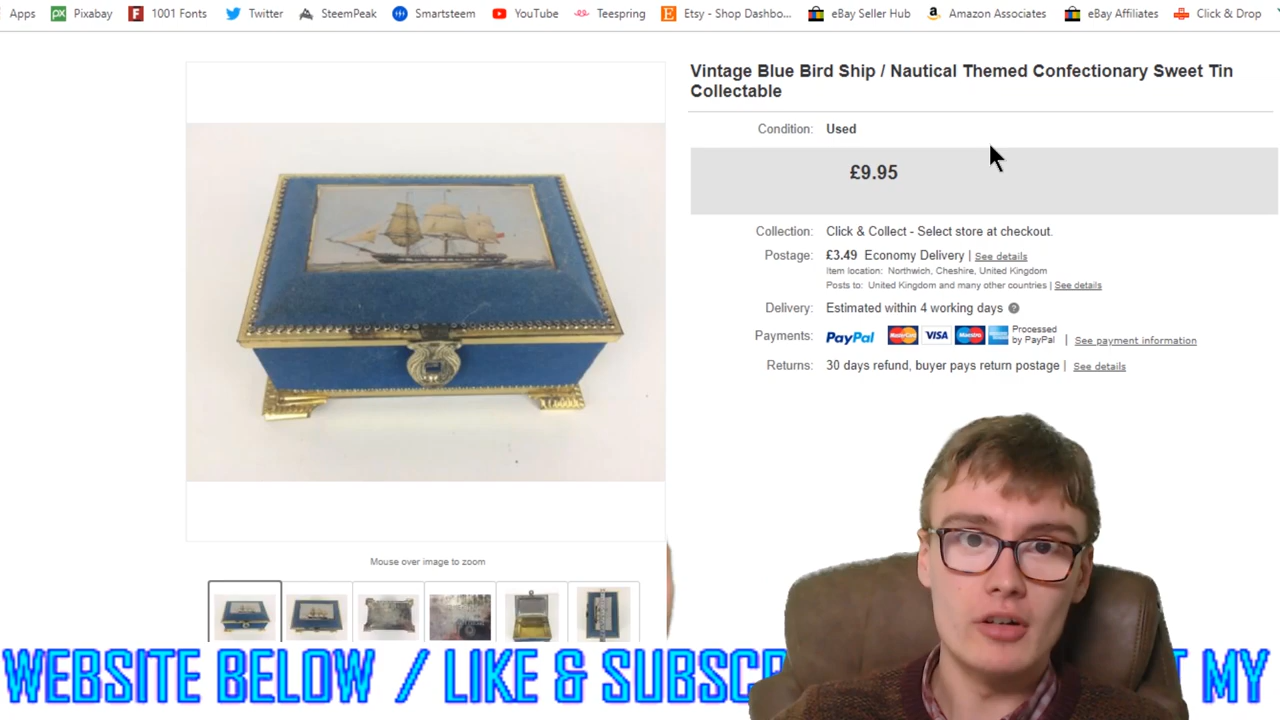 Apps Pixabay 1001 Fonts Twitter SteemPeak Smartsteem YouTube Teespring Etsy - Shop Dashbo... eBay Seller Hub Amazon Associates eBay Affiliates Click & Drop
Vintage Blue Bird Ship / Nautical Themed Confectionary Sweet Tin
Collectable
Condition: Used
£9.95
Collection: Click & Collect - Select store at checkout.
Postage: £3.49 Economy Delivery | See details
Item location: Northwich, Cheshire, United Kingdom
Posts to: United Kingdom and many other countries | See details
Delivery: Estimated within 4 working days
Payments: PayPal MasterCard VISA Maestro Processed by PayPal | See payment information
Returns: 30 days refund, buyer pays return postage | See details
Mouse over image to zoom
WEBSITE BELOW / LIKE & SUBSC MY